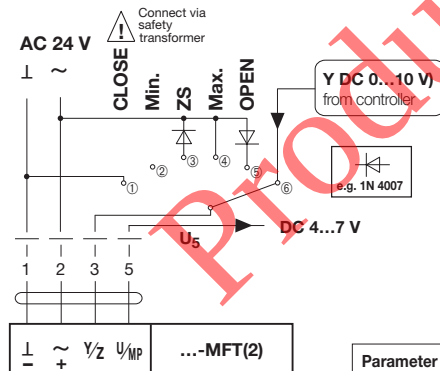 Connect via
safety
transformer
AC 24 V
⊥ ~
CLOSE
Min.
ZS
Max.
OPEN
Y DC 0…10 V)
from controller
①
②
③
④
⑤
⑥
e.g. 1N 4007
U5
DC 4…7 V
1 2 3 5
⊥ ~ Y/Z U/MP
− +
...-MFT(2)
Parameter
Produ